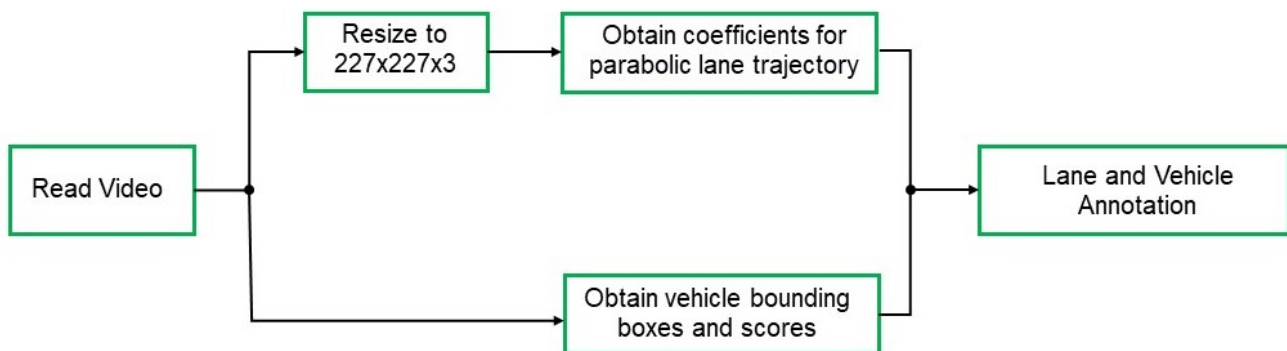 Resize to
227x227x3
Obtain coefficients for
parabolic lane trajectory
Read Video
Lane and Vehicle
Annotation
Obtain vehicle bounding
boxes and scores